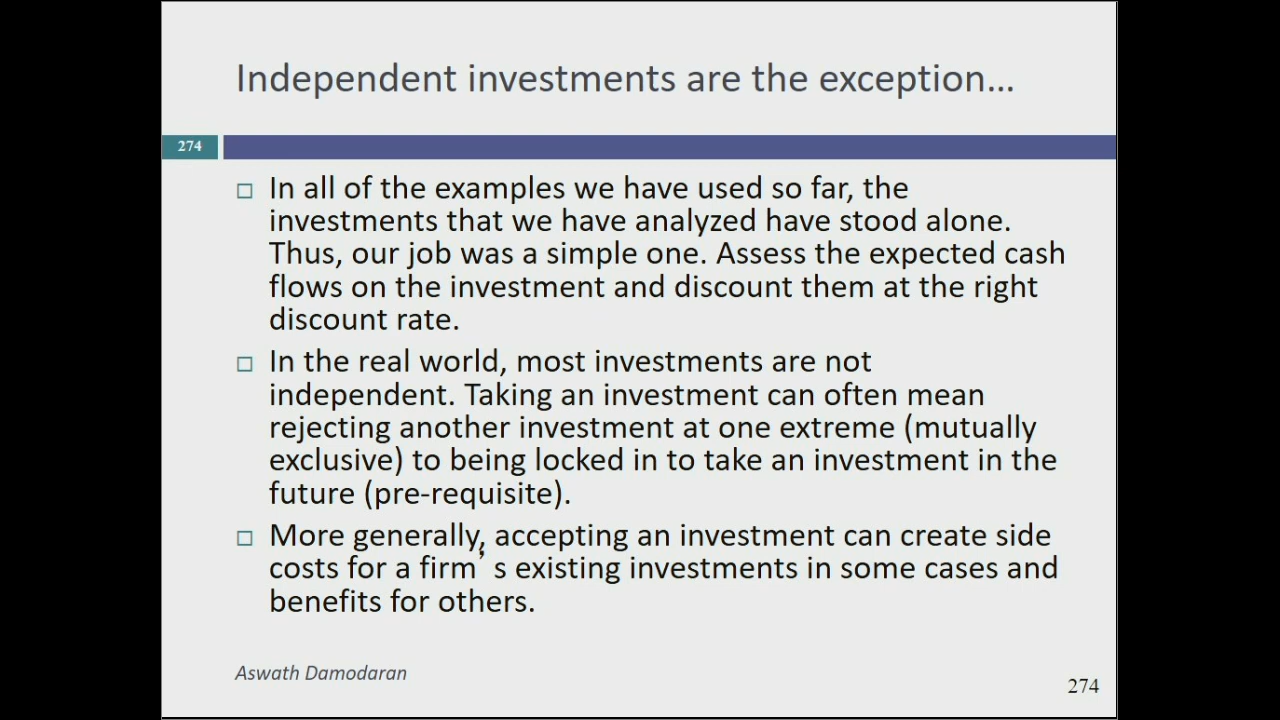 Independent investments are the exception…
274
In all of the examples we have used so far, the
investments that we have analyzed have stood alone.
Thus, our job was a simple one. Assess the expected cash
flows on the investment and discount them at the right
discount rate.
In the real world, most investments are not
independent. Taking an investment can often mean
rejecting another investment at one extreme (mutually
exclusive) to being locked in to take an investment in the
future (pre-requisite).
More generally, accepting an investment can create side
costs for a firm’ s existing investments in some cases and
benefits for others.
Aswath Damodaran
274